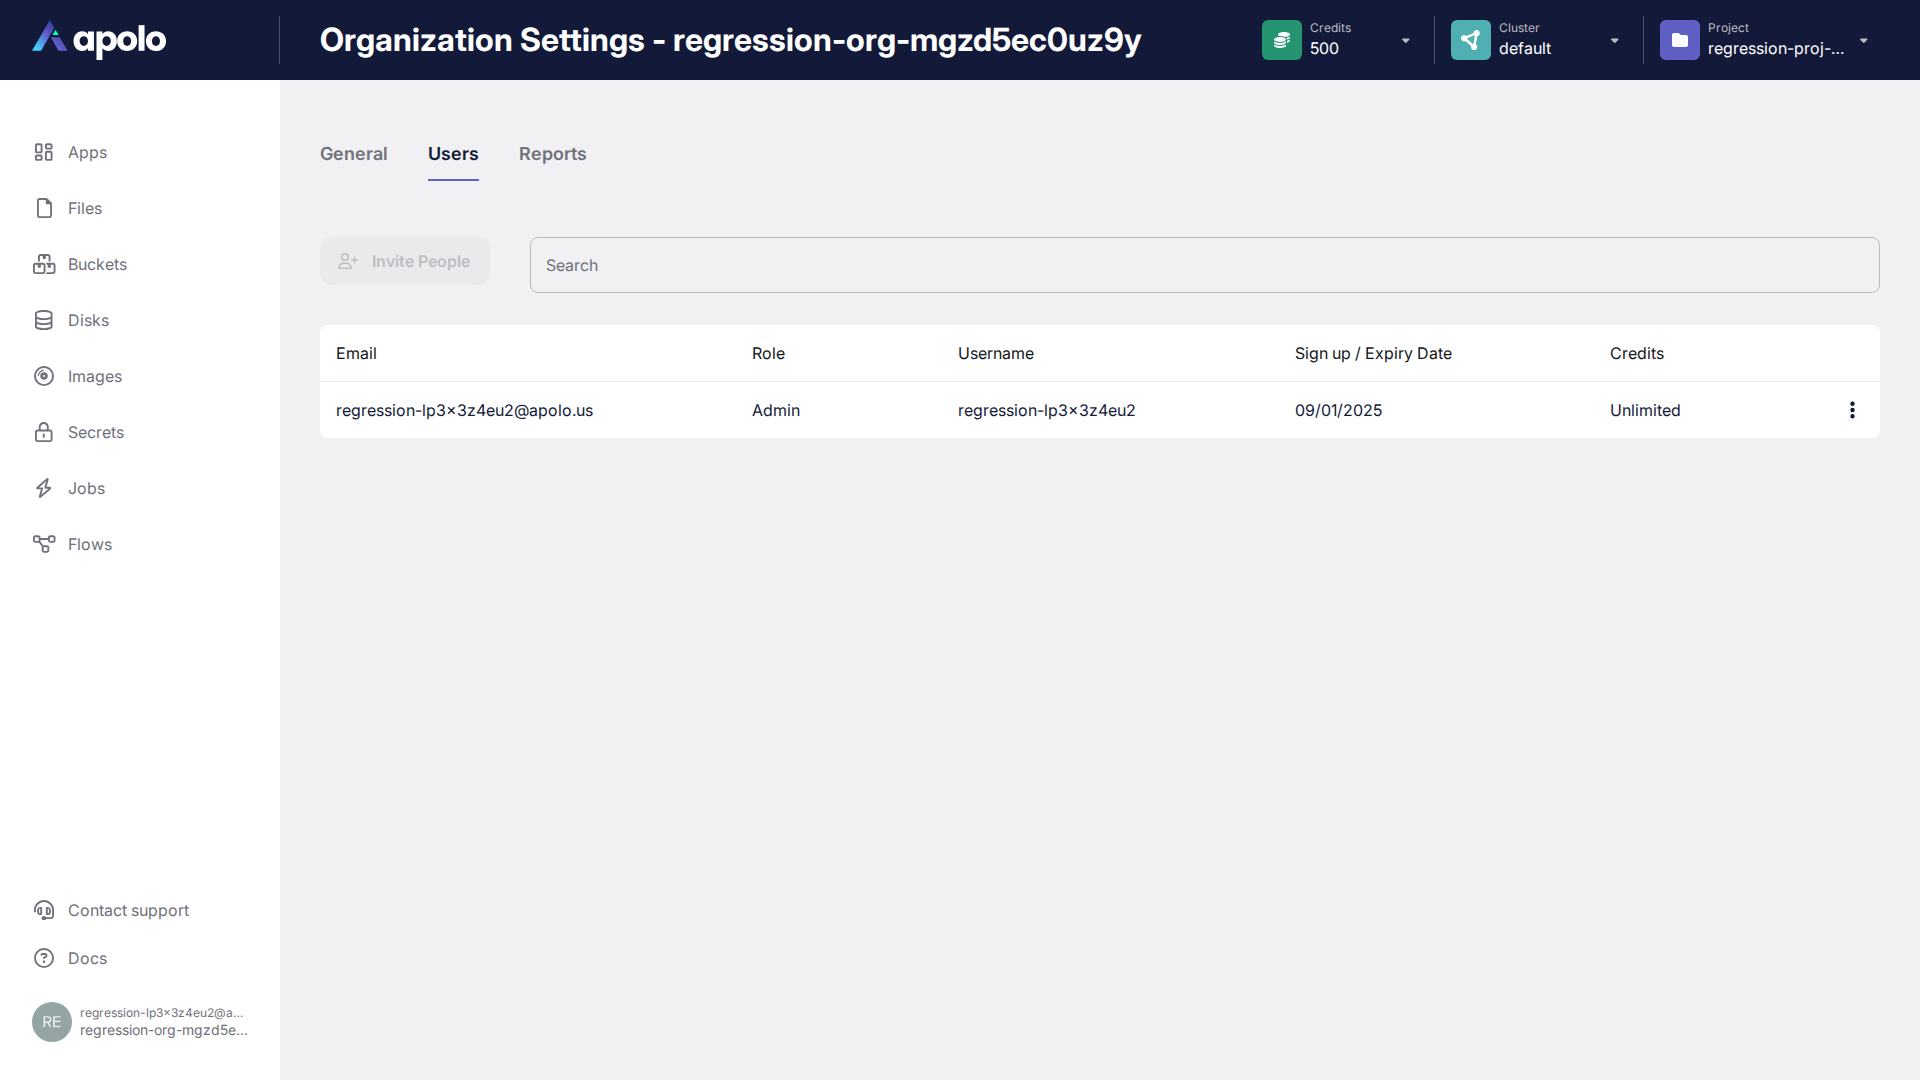 apolo
Organization Settings - regression-org-mgzd5ec0uz9y
Credits
500
Cluster
default
Project
regression-proj-...
Apps
Files
Buckets
Disks
Images
Secrets
Jobs
Flows
Contact support
Docs
RE
regression-lp3x3z4eu2@a...
regression-org-mgzd5e...
General
Users
Reports
Invite People
Search
Email Role Username Sign up / Expiry Date Credits
regression-lp3x3z4eu2@apolo.us Admin regression-lp3x3z4eu2 09/01/2025 Unlimited